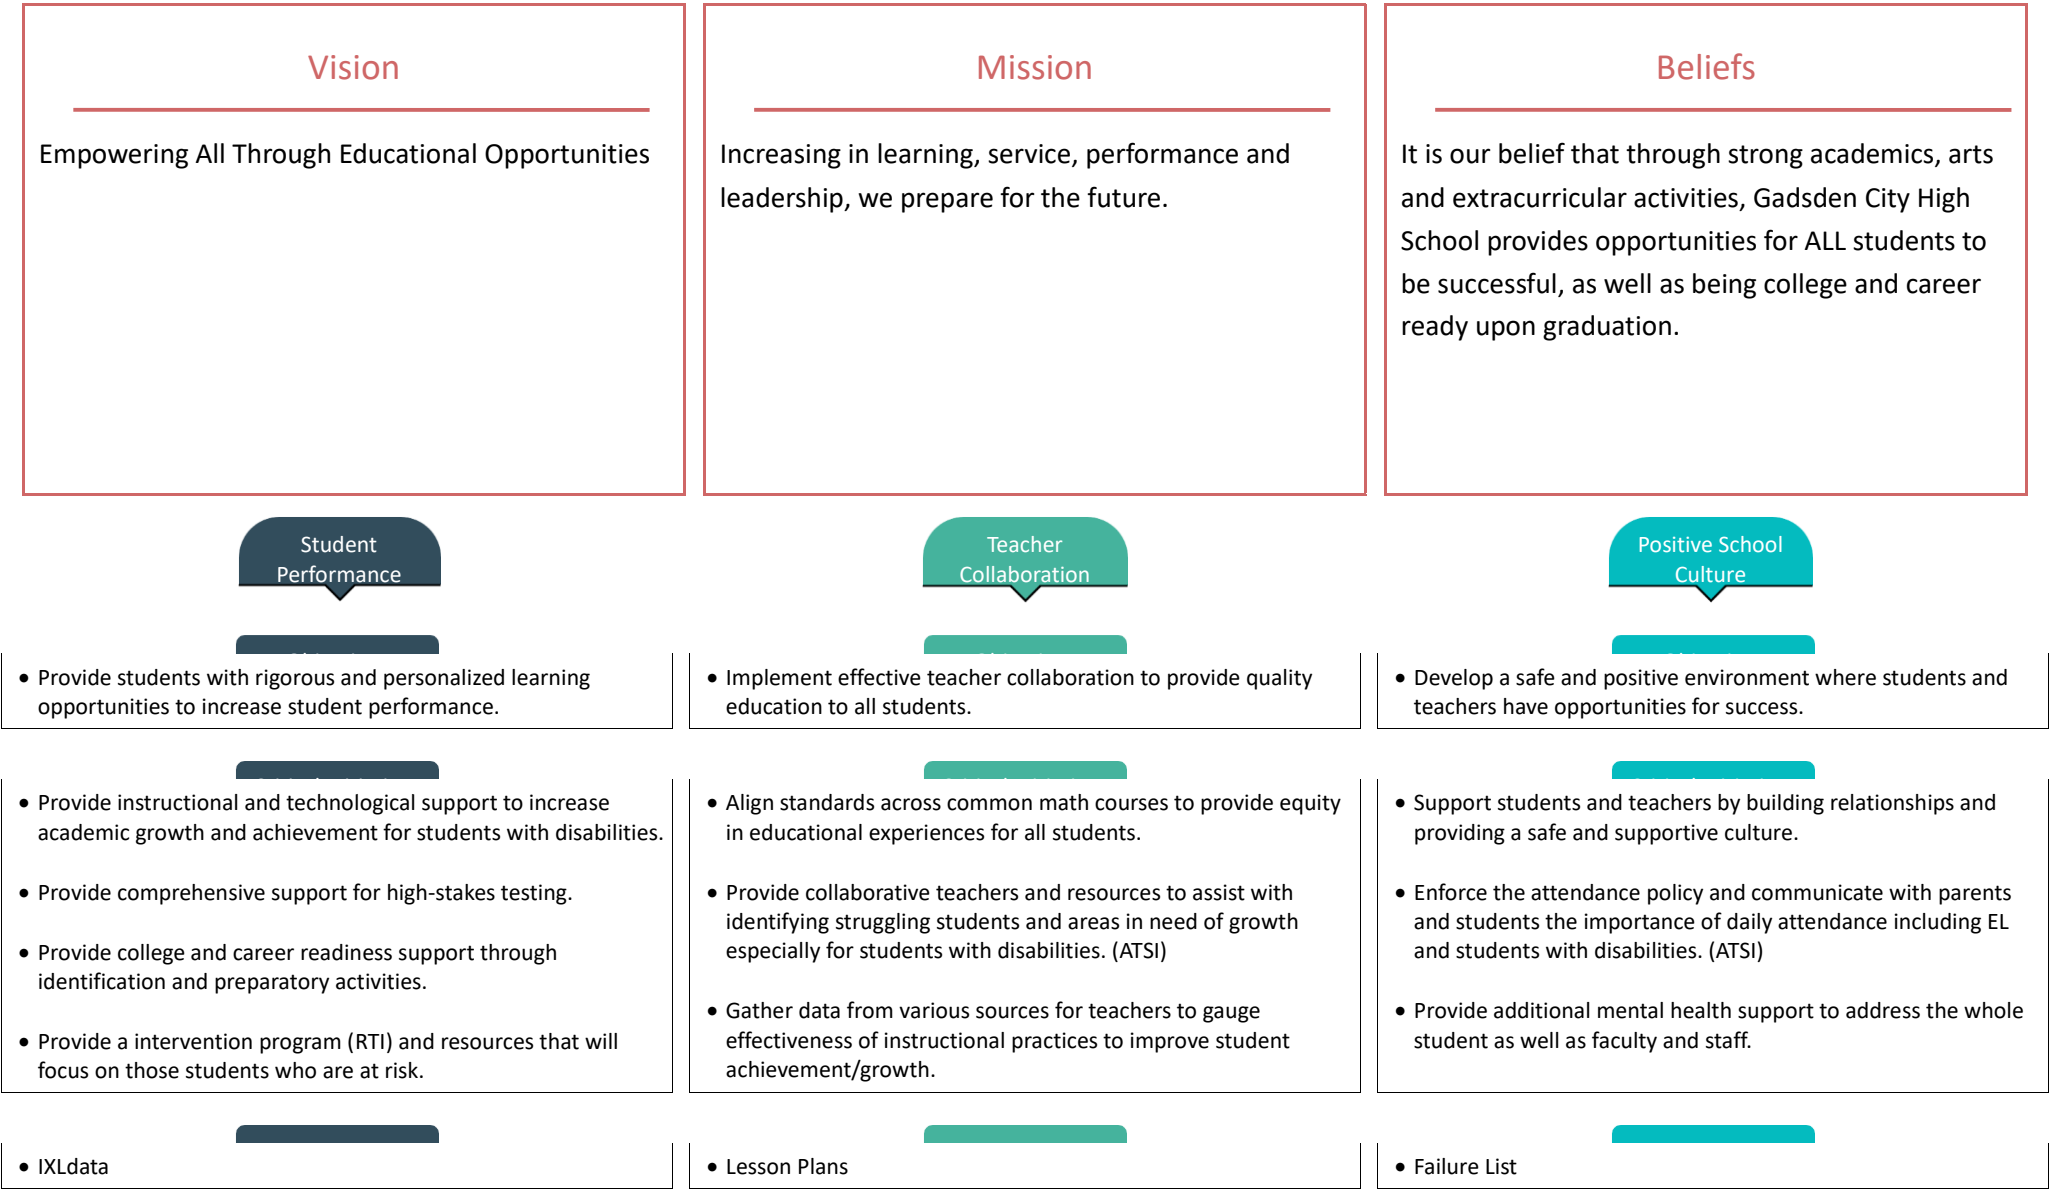 Vision
Empowering All Through Educational Opportunities
Mission
Increasing in learning, service, performance and
leadership, we prepare for the future.
Beliefs
It is our belief that through strong academics, arts
and extracurricular activities, Gadsden City High
School provides opportunities for ALL students to
be successful, as well as being college and career
ready upon graduation.
Student
Performance
Teacher
Collaboration
Positive School
Culture
• Provide students with rigorous and personalized learning
opportunities to increase student performance.
• Implement effective teacher collaboration to provide quality
education to all students.
• Develop a safe and positive environment where students and
teachers have opportunities for success.
• Provide instructional and technological support to increase
academic growth and achievement for students with disabilities.
• Provide comprehensive support for high-stakes testing.
• Provide college and career readiness support through
identification and preparatory activities.
• Provide a intervention program (RTI) and resources that will
focus on those students who are at risk.
• Align standards across common math courses to provide equity
in educational experiences for all students.
• Provide collaborative teachers and resources to assist with
identifying struggling students and areas in need of growth
especially for students with disabilities. (ATSI)
• Gather data from various sources for teachers to gauge
effectiveness of instructional practices to improve student
achievement/growth.
• Support students and teachers by building relationships and
providing a safe and supportive culture.
• Enforce the attendance policy and communicate with parents
and students the importance of daily attendance including EL
and students with disabilities. (ATSI)
• Provide additional mental health support to address the whole
student as well as faculty and staff.
• IXLdata
• Lesson Plans
• Failure List